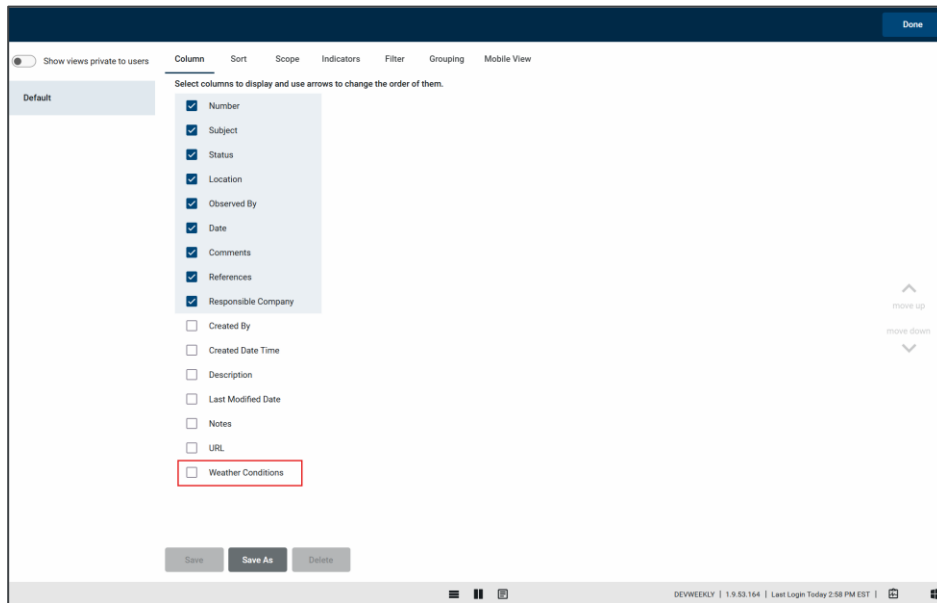 Done
Show views private to users
Column Sort Scope Indicators Filter Grouping Mobile View
Select columns to display and use arrows to change the order of them.
Default
Number
Subject
Status
Location
Observed By
Date
Comments
References
Responsible Company
Created By
Created Date Time
Description
Last Modified Date
Notes
URL
Weather Conditions
move up
move down
Save Save As Delete
DEVWEEKLY | 1.9.53.164 | Last Login Today 2:58 PM EST |